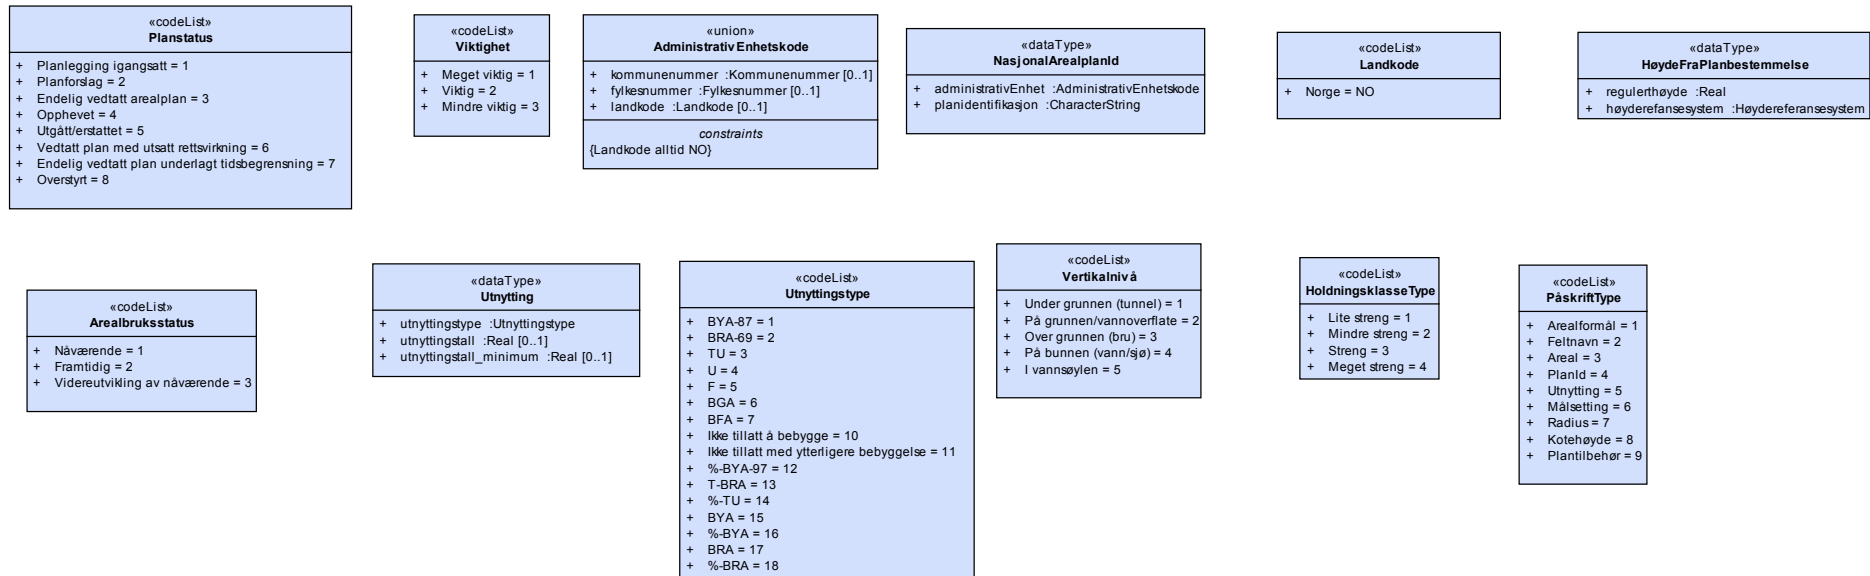 «codeList»
Planstatus
+ Planlegging igangsatt = 1
+ Planforslag = 2
+ Endelig vedtatt arealplan = 3
+ Opphevet = 4
+ Utgått/erstattet = 5
+ Vedtatt plan med utsatt rettsvirkning = 6
+ Endelig vedtatt plan underlagt tidsbegrensning = 7
+ Overstyrt = 8
«codeList»
Viktighet
+ Meget viktig = 1
+ Viktig = 2
+ Mindre viktig = 3
«union»
AdministrativEnhetskode
+ kommunenummer :Kommunenummer [0..1]
+ fylkesnummer :Fylkesnummer [0..1]
+ landkode :Landkode [0..1]
constraints
{Landkode alltid NO}
«dataType»
NasjonalArealplanId
+ administrativEnhet :AdministrativEnhetskode
+ planidentifikasjon :CharacterString
«codeList»
Landkode
+ Norge = NO
«dataType»
HøydeFraPlanbestemmelse
+ regulerthøyde :Real
+ høyderefansesystem :Høydereferansesystem
«codeList»
Arealbruksstatus
+ Nåværende = 1
+ Framtidig = 2
+ Videreutvikling av nåværende = 3
«dataType»
Utnytting
+ utnyttingstype :Utnyttingstype
+ utnyttingstall :Real [0..1]
+ utnyttingstall_minimum :Real [0..1]
«codeList»
Utnyttingstype
+ BYA-87 = 1
+ BRA-69 = 2
+ TU = 3
+ U = 4
+ F = 5
+ BGA = 6
+ BFA = 7
+ Ikke tillatt å bebygge = 10
+ Ikke tillatt med ytterligere bebyggelse = 11
+ %-BYA-97 = 12
+ T-BRA = 13
+ %-TU = 14
+ BYA = 15
+ %-BYA = 16
+ BRA = 17
+ %-BRA = 18
«codeList»
Vertikalnivå
+ Under grunnen (tunnel) = 1
+ På grunnen/vannoverflate = 2
+ Over grunnen (bru) = 3
+ På bunnen (vann/sjø) = 4
+ I vannsøylen = 5
«codeList»
HoldningsklasseType
+ Lite streng = 1
+ Mindre streng = 2
+ Streng = 3
+ Meget streng = 4
«codeList»
PåskriftType
+ Arealformål = 1
+ Feltnavn = 2
+ Areal = 3
+ PlanId = 4
+ Utnytting = 5
+ Målsetting = 6
+ Radius = 7
+ Kotehøyde = 8
+ Plantilbehør = 9